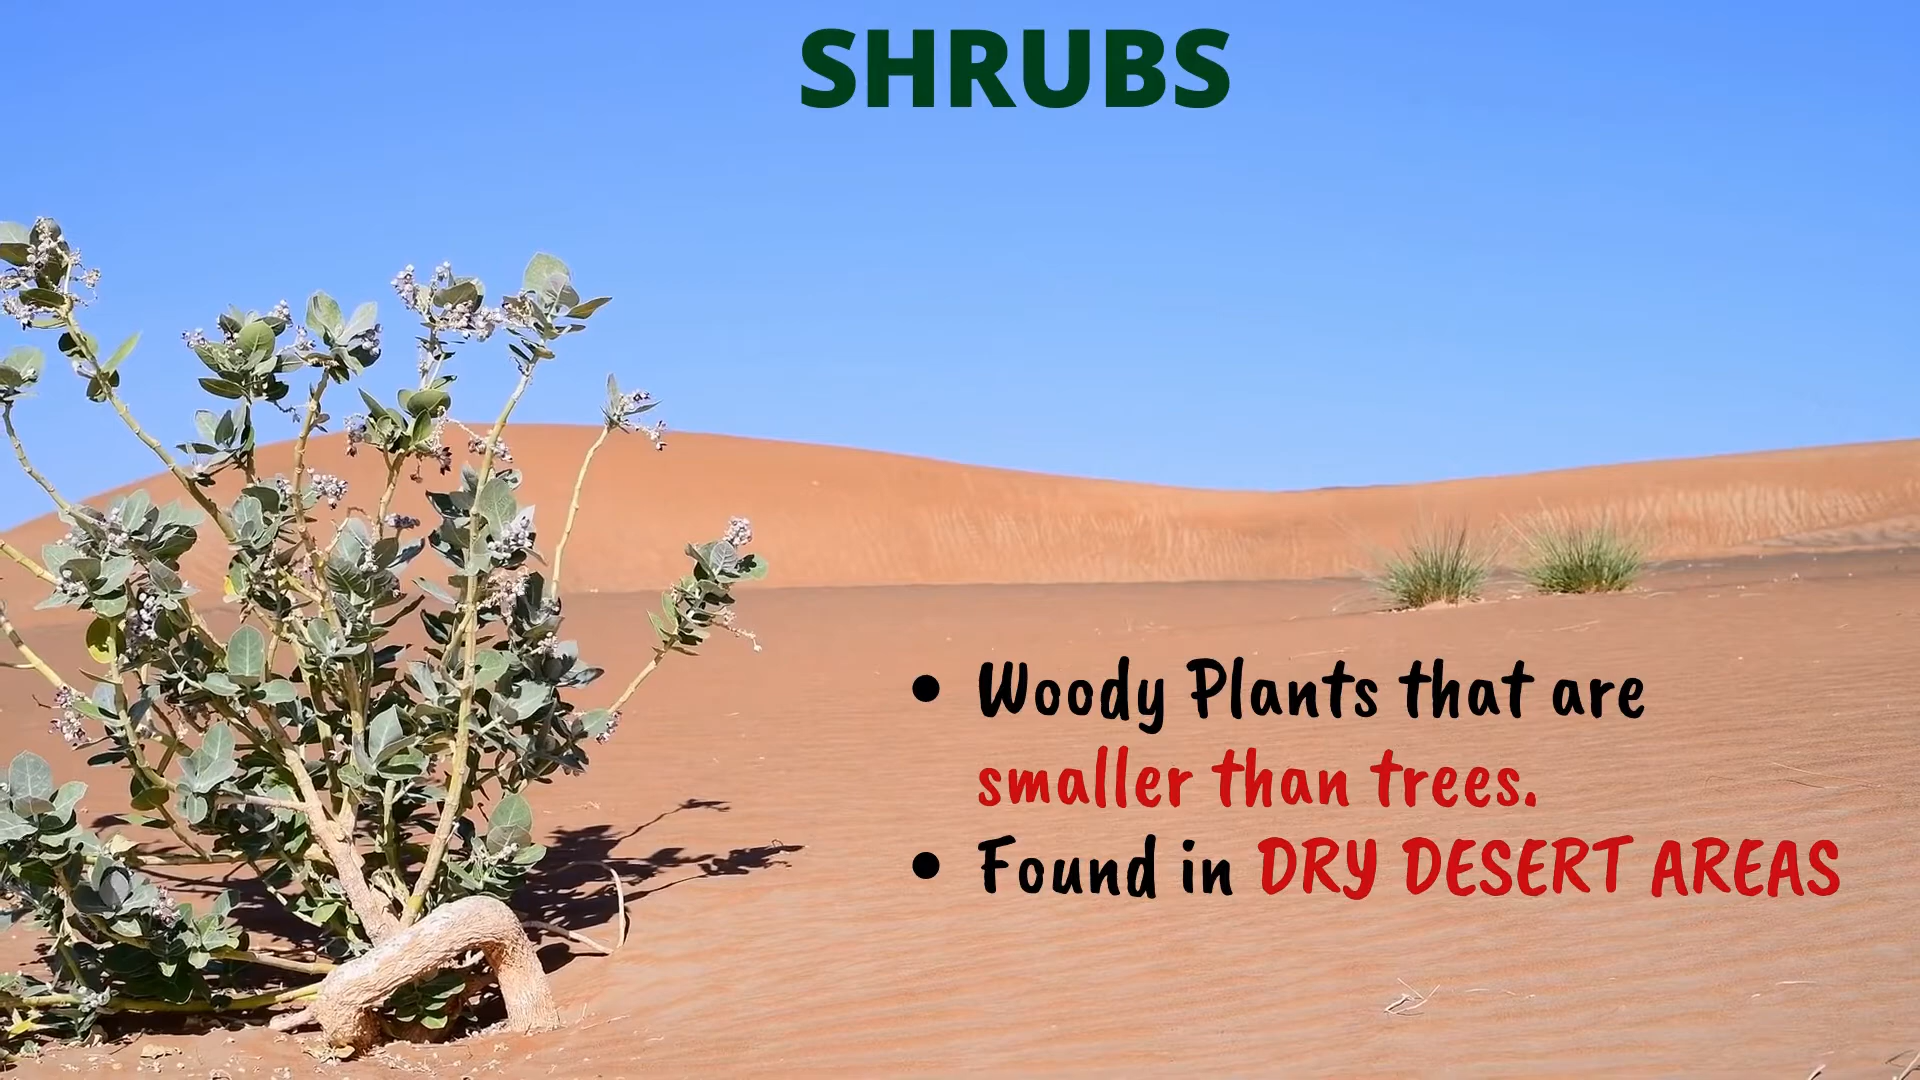 SHRUBS
• Woody Plants that are
smaller than trees.
• Found in DRY DESERT AREAS